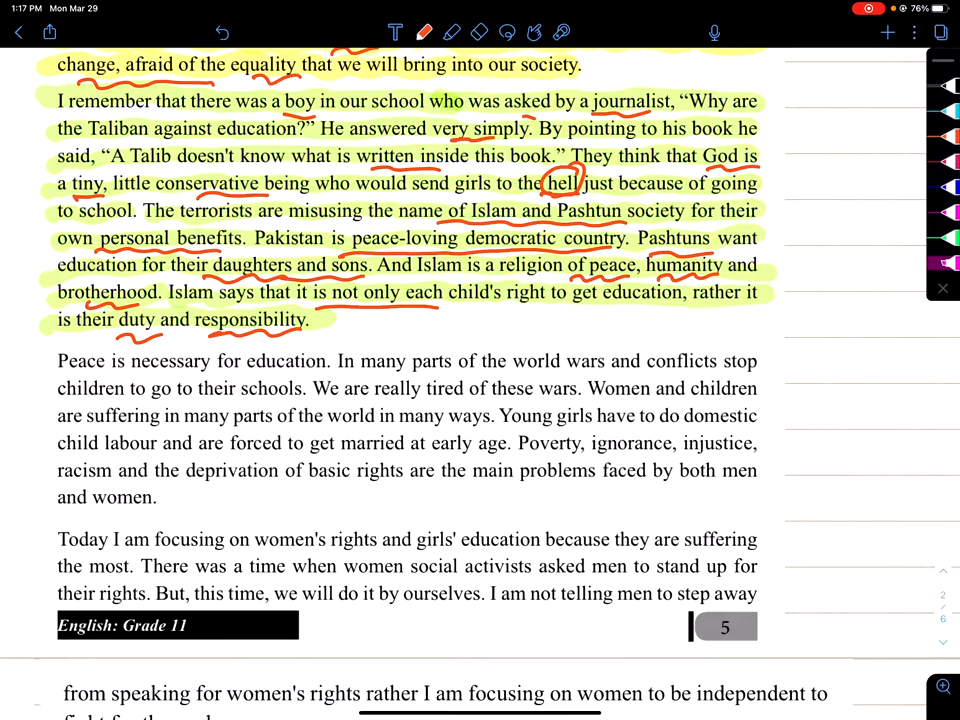 1:17 PM Mon Mar 29
76%
change, afraid of the equality that we will bring into our society.
I remember that there was a boy in our school who was asked by a journalist, “Why are
the Taliban against education?” He answered very simply. By pointing to his book he
said, “A Talib doesn't know what is written inside this book.” They think that God is
a tiny, little conservative being who would send girls to the hell just because of going
to school. The terrorists are misusing the name of Islam and Pashtun society for their
own personal benefits. Pakistan is peace-loving democratic country. Pashtuns want
education for their daughters and sons. And Islam is a religion of peace, humanity and
brotherhood. Islam says that it is not only each child's right to get education, rather it
is their duty and responsibility.
Peace is necessary for education. In many parts of the world wars and conflicts stop
children to go to their schools. We are really tired of these wars. Women and children
are suffering in many parts of the world in many ways. Young girls have to do domestic
child labour and are forced to get married at early age. Poverty, ignorance, injustice,
racism and the deprivation of basic rights are the main problems faced by both men
and women.
Today I am focusing on women's rights and girls' education because they are suffering
the most. There was a time when women social activists asked men to stand up for
their rights. But, this time, we will do it by ourselves. I am not telling men to step away
English: Grade 11
5
2
/
6
from speaking for women's rights rather I am focusing on women to be independent to